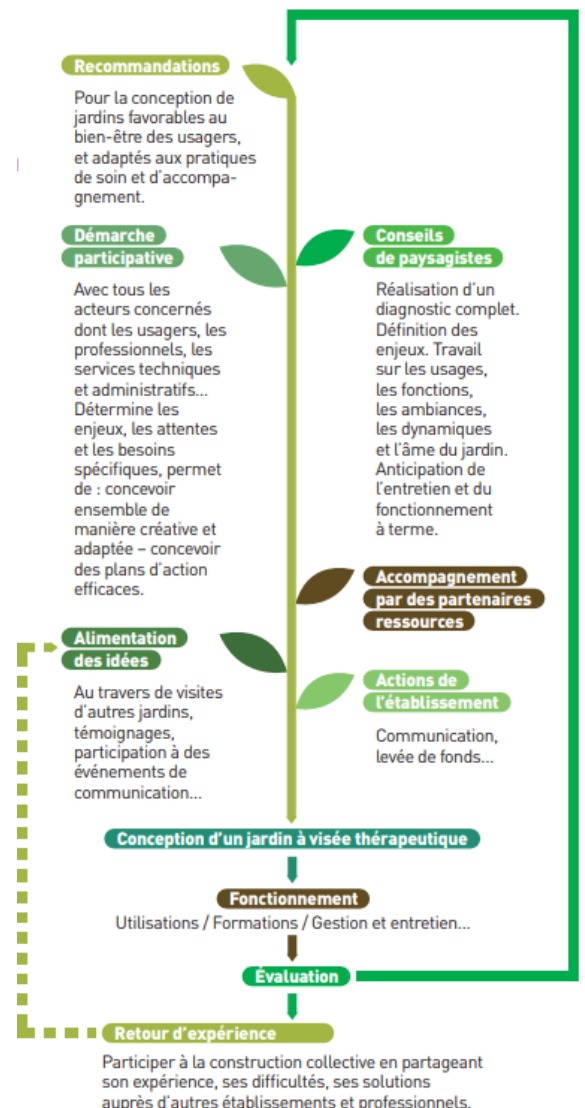 Recommandations
Pour la conception de
jardins favorables au
bien-être des usagers,
et adaptés aux pratiques
de soin et d'accompa-
gnement.
Démarche
participative
Avec tous les
acteurs concernés
dont les usagers, les
professionnels, les
services techniques
et administratifs...
Détermine les
enjeux, les attentes
et les besoins
spécifiques, permet
de : concevoir
ensemble de
manière créative et
adaptée – concevoir
des plans d'action
efficaces.
Conseils
de paysagistes
Réalisation d'un
diagnostic complet.
Définition des
enjeux. Travail
sur les usages,
les fonctions,
les ambiances,
les dynamiques
et l'âme du jardin.
Anticipation de
l'entretien et du
fonctionnement
à terme.
Accompagnement
par des partenaires
ressources
Alimentation
des idées
Au travers de visites
d'autres jardins,
témoignages,
participation à des
événements de
communication...
Actions de
l'établissement
Communication,
levée de fonds...
Conception d'un jardin à visée thérapeutique
Fonctionnement
Utilisations / Formations / Gestion et entretien...
Évaluation
Retour d'expérience
Participer à la construction collective en partageant
son expérience, ses difficultés, ses solutions
auprès d'autres établissements et professionnels.